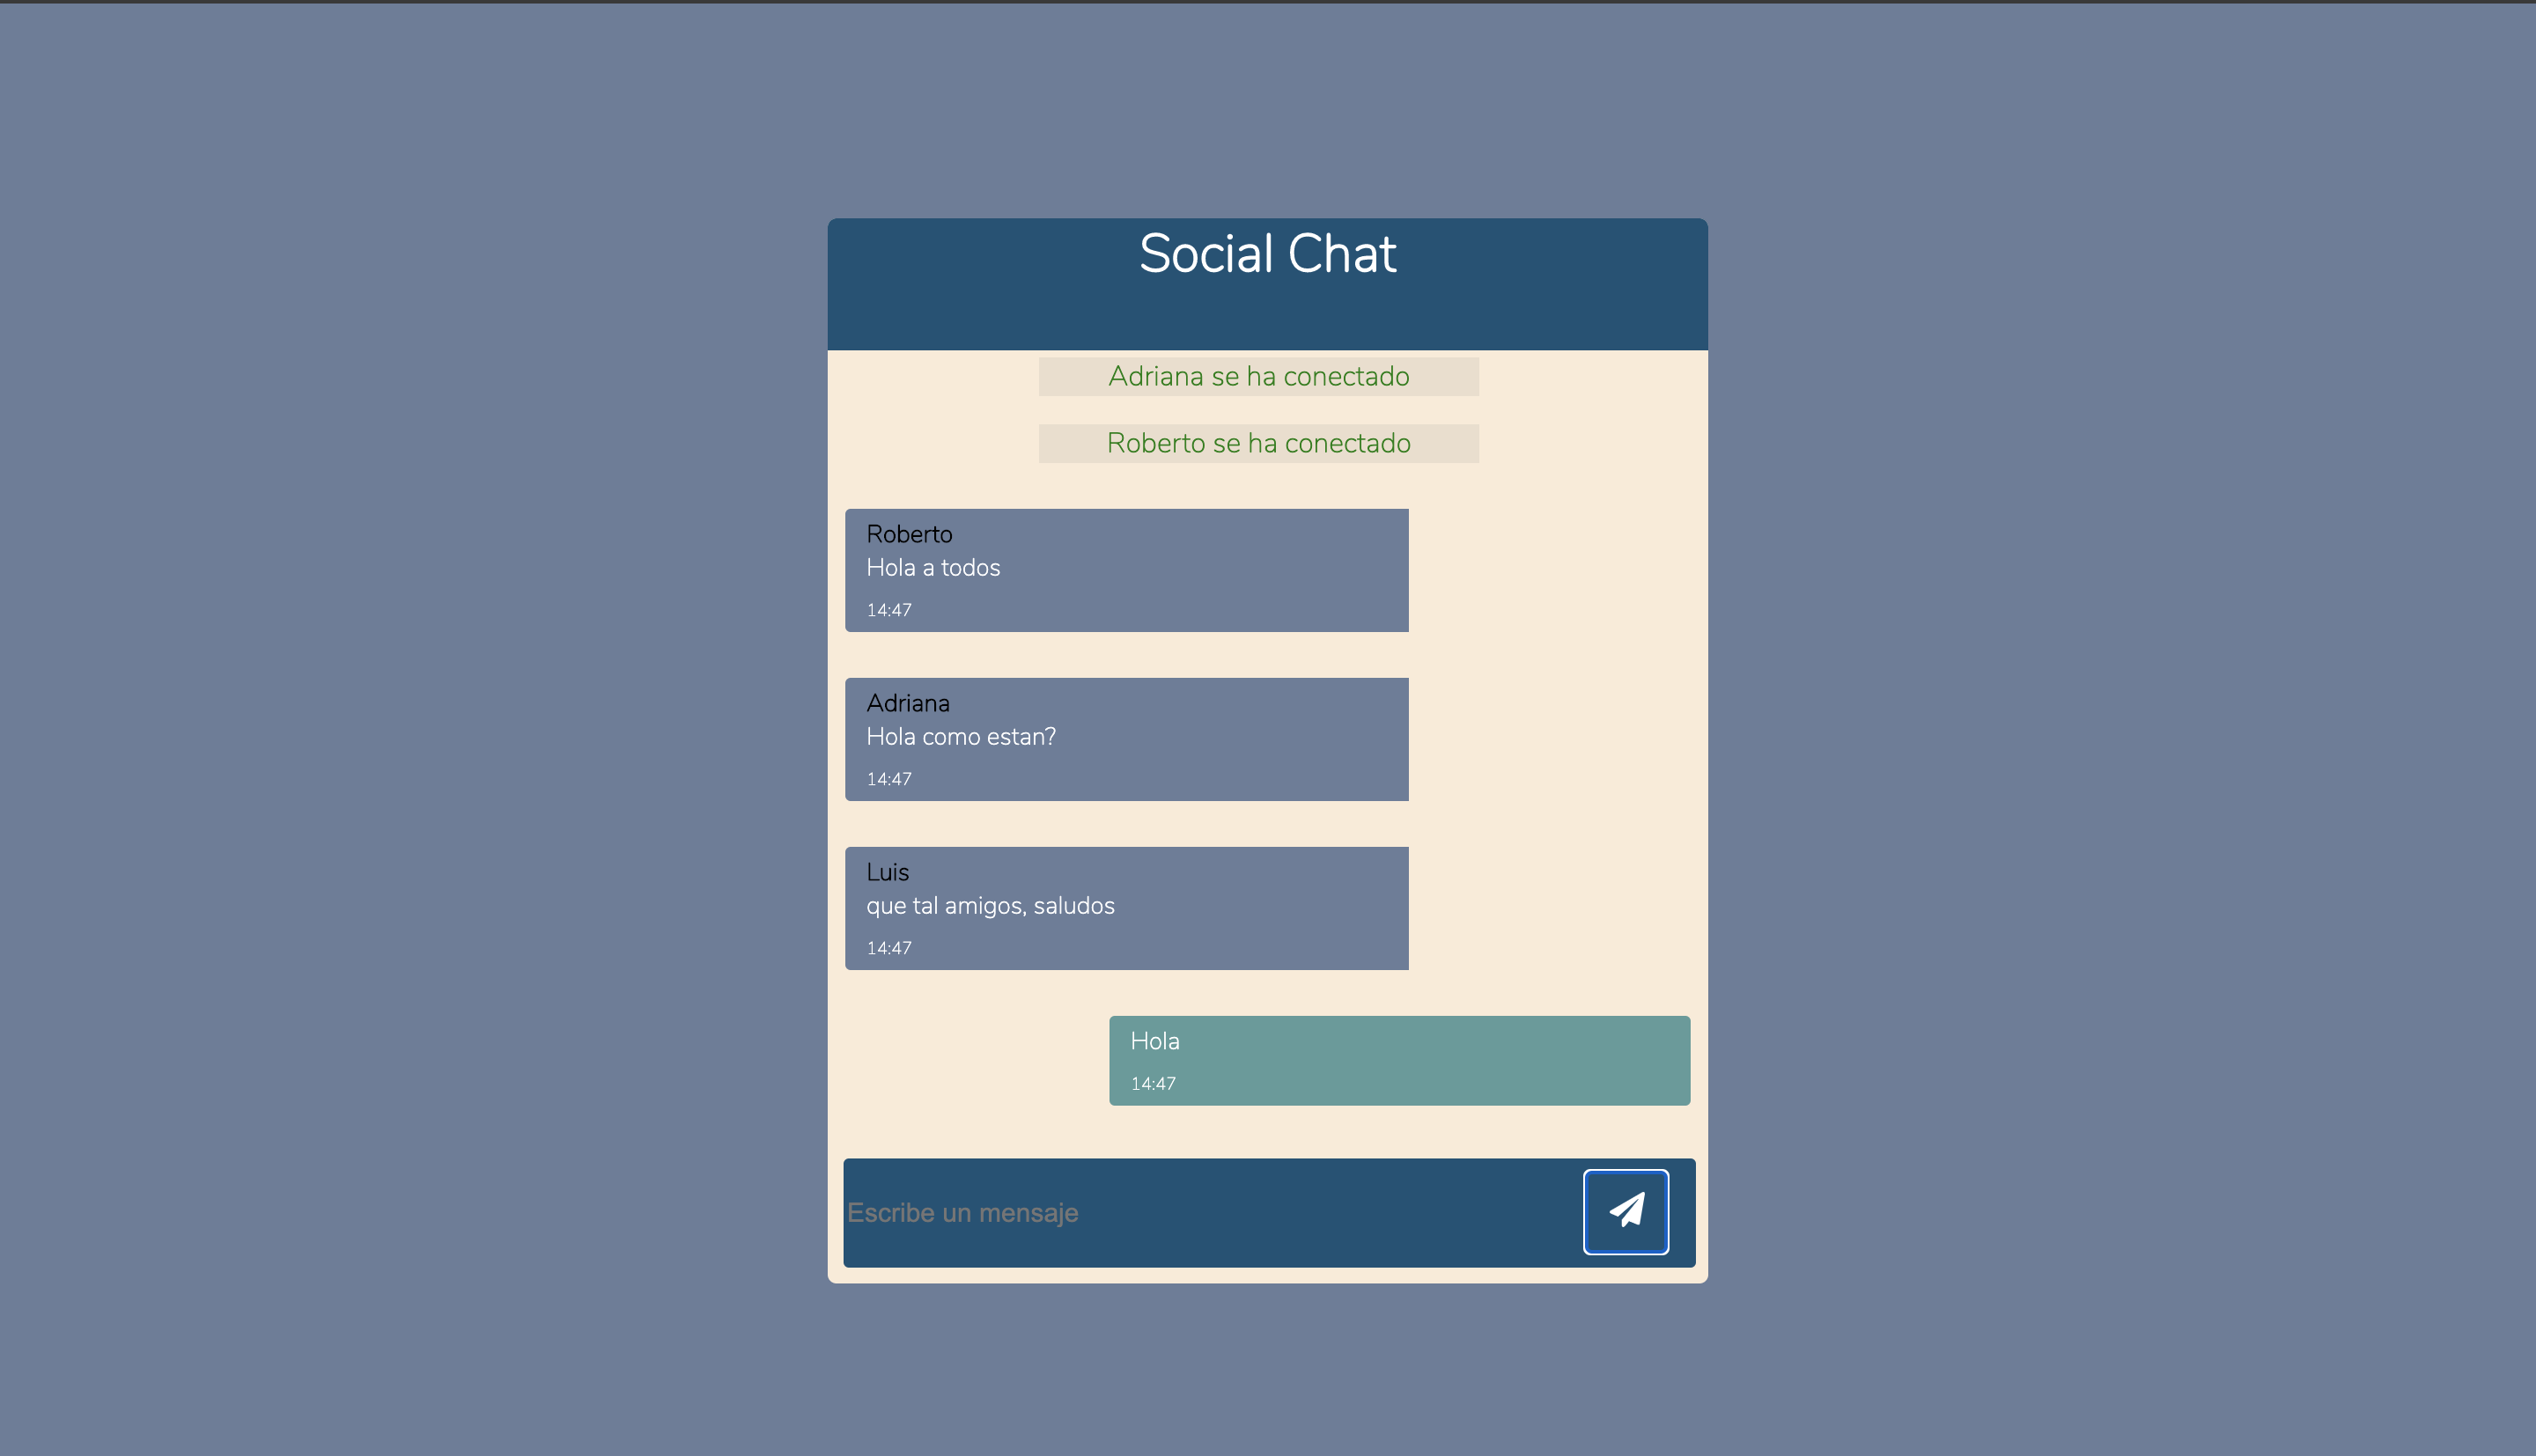 Social Chat
Adriana se ha conectado
Roberto se ha conectado
Roberto
Hola a todos
14:47
Adriana
Hola como estan?
14:47
Luis
que tal amigos, saludos
14:47
Hola
14:47
Escribe un mensaje